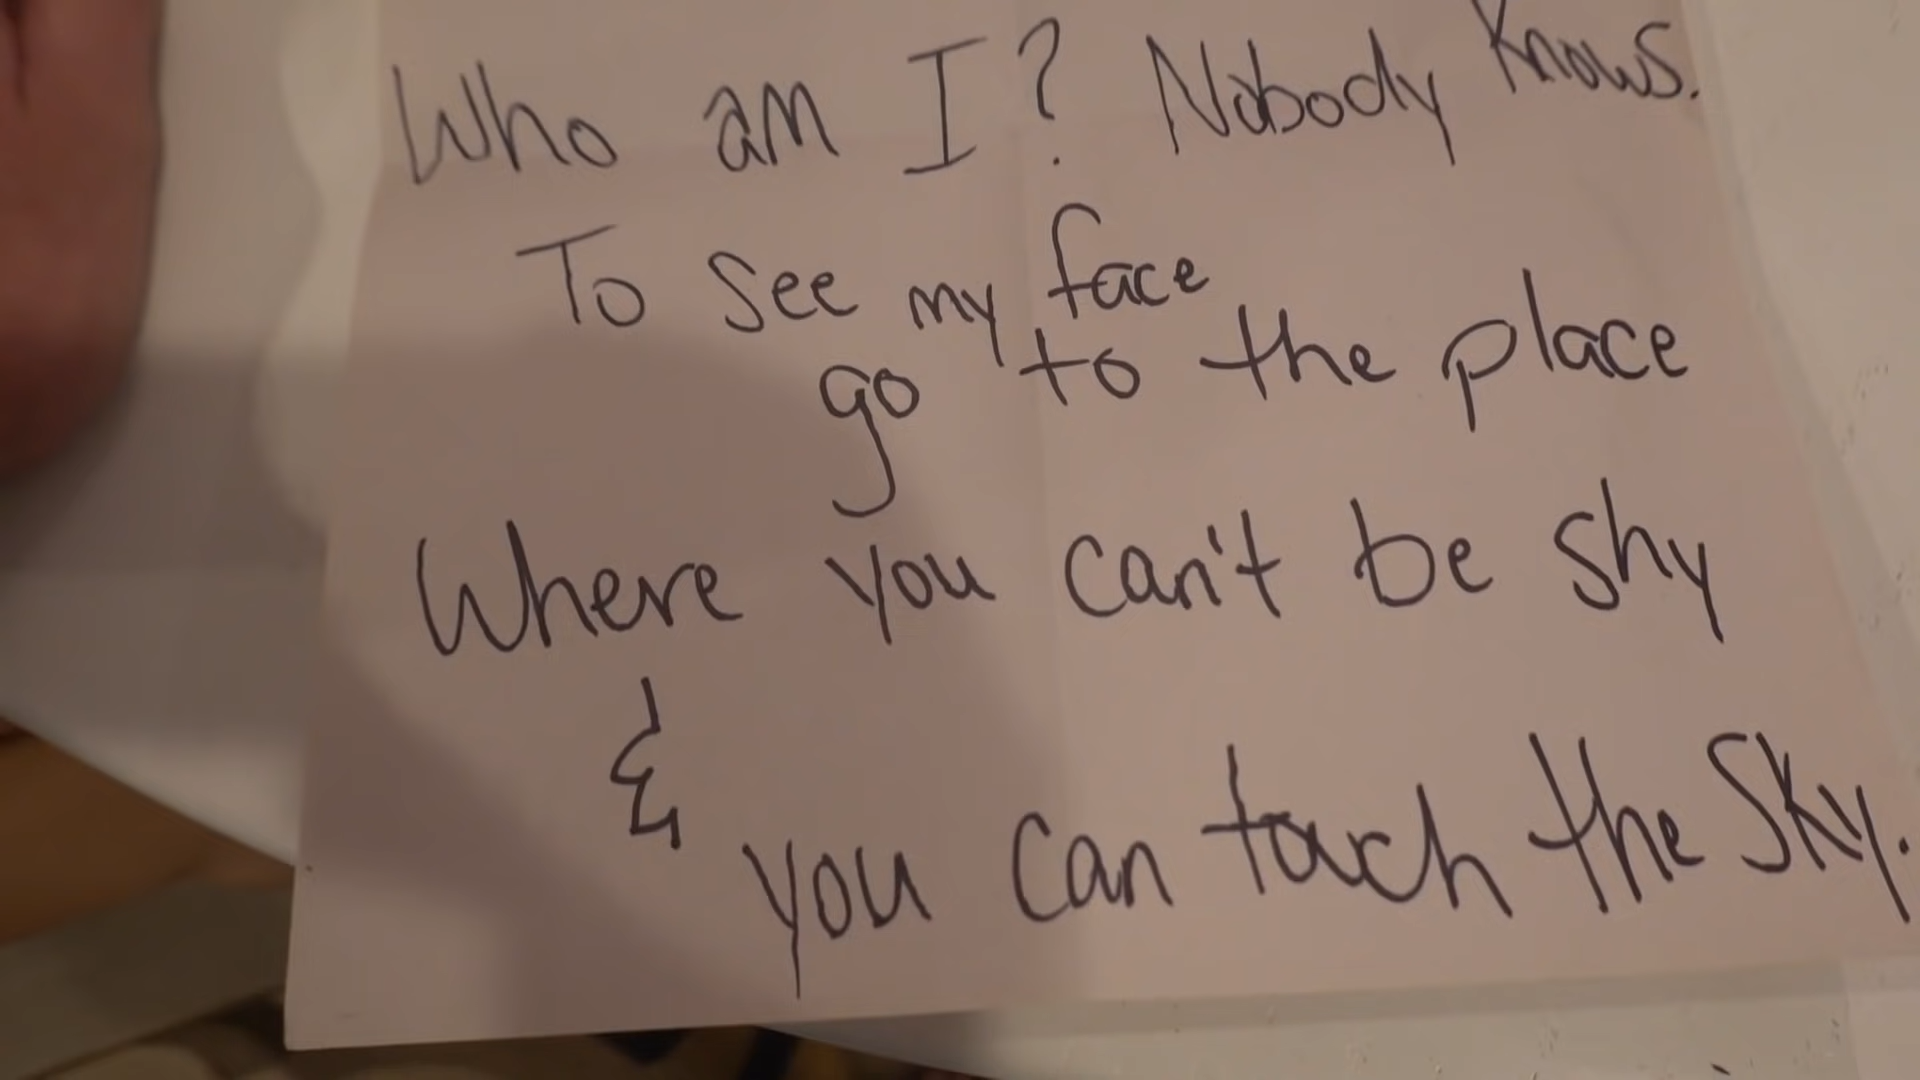 Who am I? Nobody Knows.
To see my face
go to the place
Where you can't be shy
&
you can touch the sky.